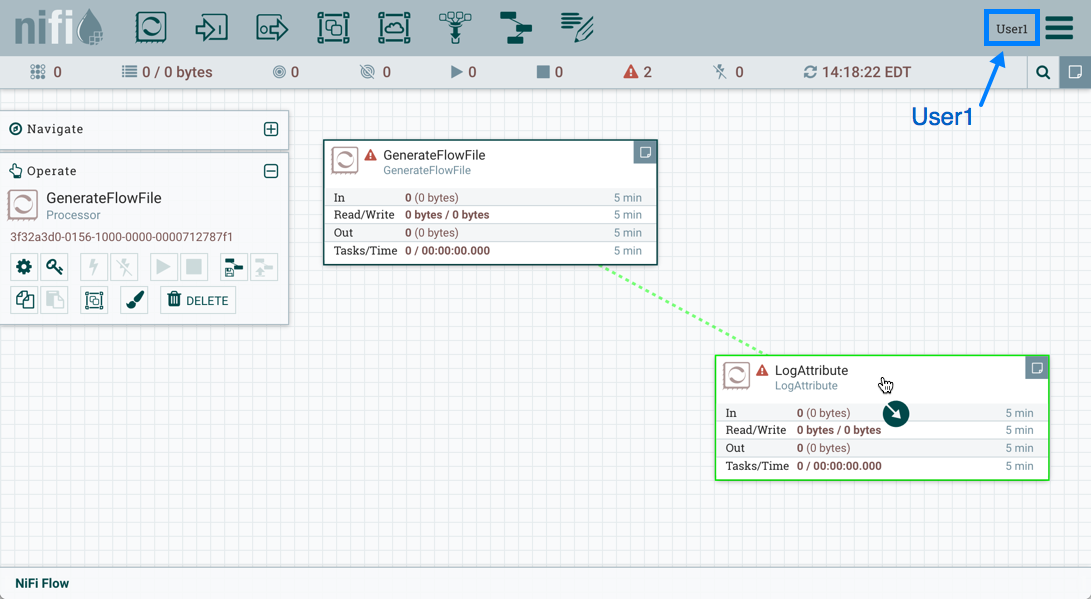 nifi
User1
0
0 / 0 bytes
0
0
0
0
2
0
14:18:22 EDT
User1
Navigate
Operate
GenerateFlowFile
Processor
3f32a3d0-0156-1000-0000-0000712787f1
DELETE
GenerateFlowFile
GenerateFlowFile
In 0 (0 bytes) 5 min
Read/Write 0 bytes / 0 bytes 5 min
Out 0 (0 bytes) 5 min
Tasks/Time 0 / 00:00:00.000 5 min
LogAttribute
LogAttribute
In 0 (0 bytes) 5 min
Read/Write 0 bytes / 0 bytes 5 min
Out 0 (0 bytes) 5 min
Tasks/Time 0 / 00:00:00.000 5 min
NiFi Flow